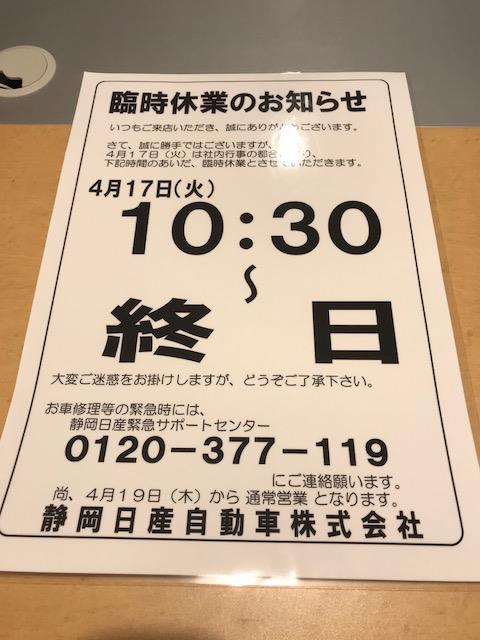 臨時休業のお知らせ
いつもご来店いただき、誠にありがとうございます。
さて、誠に勝手ではございますが、
4月17日（火）は社内行事の都合により、
下記時間のあいだ、臨時休業とさせていただきます。
4月17日（火）
10：30
～
終 日
大変ご迷惑をお掛けしますが、どうぞご了承下さい。
お車修理等の緊急時には、
静岡日産緊急サポートセンター
0120－377－119
にご連絡願います。
尚、4月19日（木）から 通常営業 となります。
静岡日産自動車株式会社